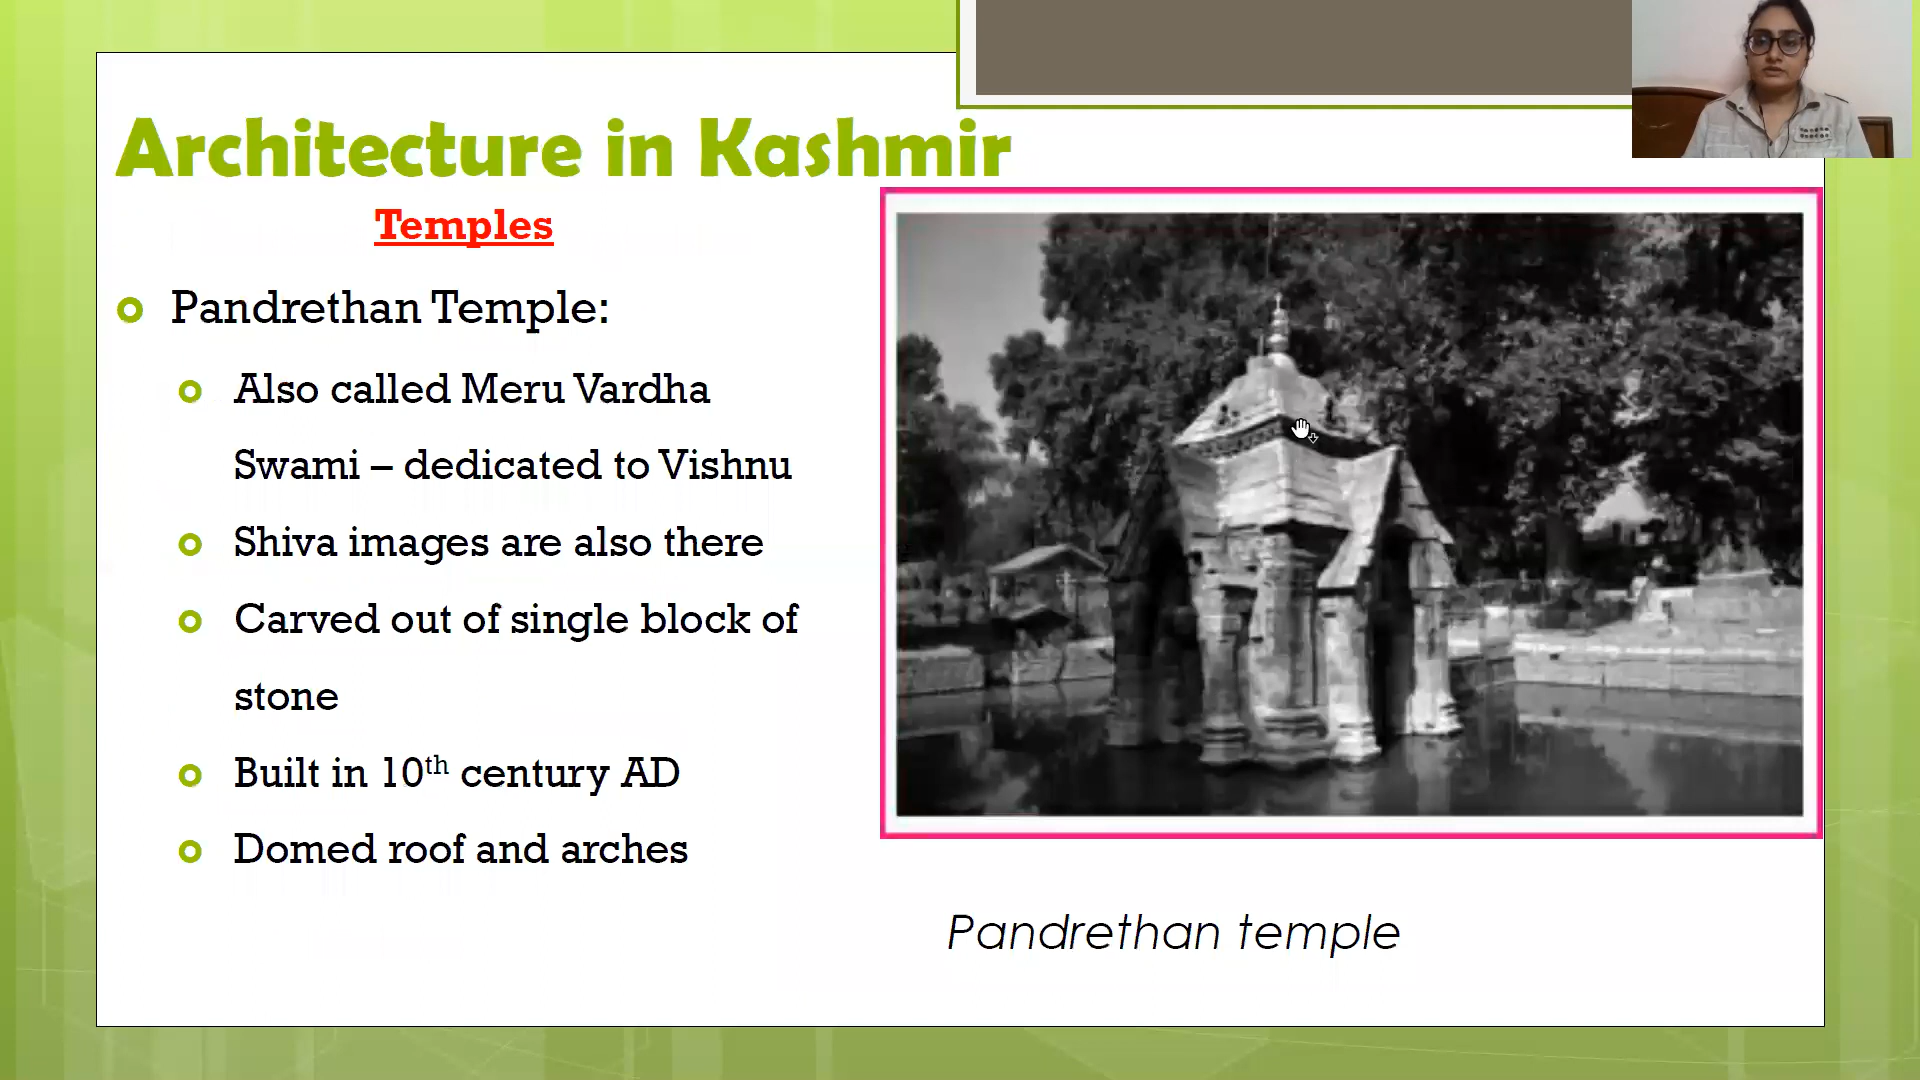 Architecture in Kashmir
Temples
Pandrethan Temple:
Also called Meru Vardha
Swami – dedicated to Vishnu
Shiva images are also there
Carved out of single block of
stone
Built in 10th century AD
Domed roof and arches
Pandrethan temple